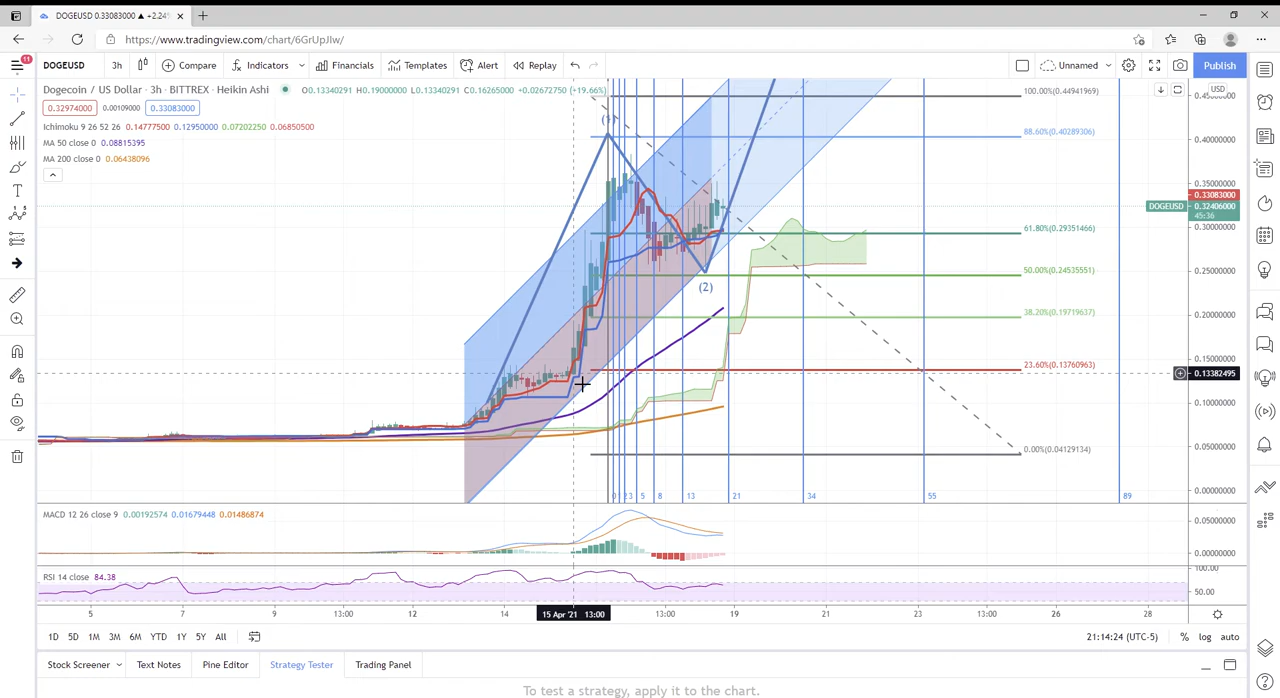 DOGEUSD 0.33083000 ▲ +2.24%
https://www.tradingview.com/chart/6GrUpJIw/
11
DOGEUSD 3h Compare Indicators Financials Templates Alert Replay Unnamed Publish
Dogecoin / US Dollar · 3h · BITTREX · Heikin Ashi O0.13340291 H0.19000000 L0.13340291 C0.16265000 +0.02672750 (+19.66%)
0.32974000 0.00109000 0.33083000
Ichimoku 9 26 52 26 0.14777500 0.12950000 0.07202250 0.06850500
MA 50 close 0 0.08815395
MA 200 close 0 0.06438096
USD
100.00%(0.44941969)
88.60%(0.40289306)
61.80%(0.29351466)
50.00%(0.24535551)
38.20%(0.19719637)
23.60%(0.13760963)
0.00%(0.04129134)
(2)
0.40000000
0.35000000
0.33083000
DOGEUSD 0.32406000
45:36
0.30000000
0.25000000
0.20000000
0.15000000
0.13382495
0.10000000
0.05000000
0.00000000
0 1 2 3 5 8 13 21 34 55 89
MACD 12 26 close 9 0.00192574 0.01679448 0.01486874
0.05000000
0.00000000
RSI 14 close 84.38
100.00
50.00
5 7 9 13:00 12 14 15 Apr '21 13:00 13:00 19 21 23 13:00 26 28
1D 5D 1M 3M 6M YTD 1Y 5Y All 21:14:24 (UTC-5) % log auto
Stock Screener Text Notes Pine Editor Strategy Tester Trading Panel
To test a strategy, apply it to the chart.